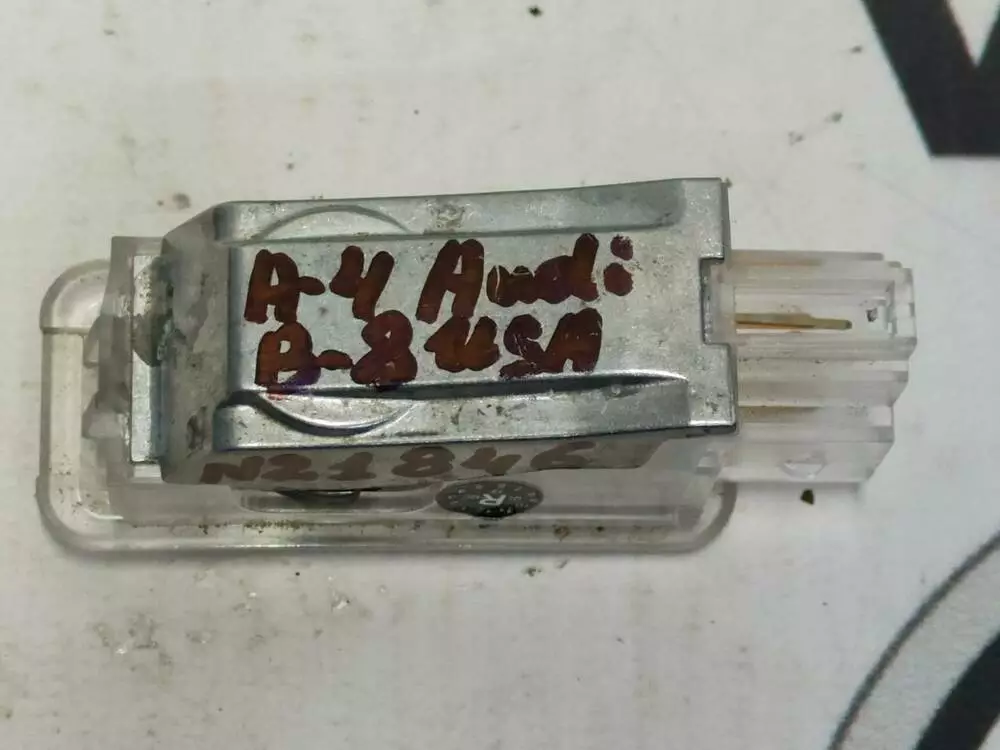 A-4 Audi
B-8 USA
N21846
R